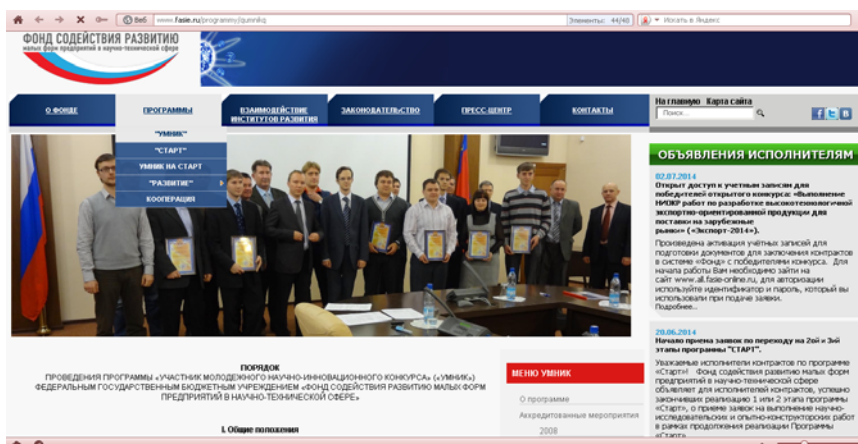 Веб
www.fasie.ru/programmy/qumnikq
Элементы: 44/48
Искать в Яндекс
ФОНД СОДЕЙСТВИЯ РАЗВИТИЮ
малых форм предприятий в научно-технической сфере
О ФОНДЕ
ПРОГРАММЫ
ВЗАИМОДЕЙСТВИЕ
ИНСТИТУТОВ РАЗВИТИЯ
ЗАКОНОДАТЕЛЬСТВО
ПРЕСС-ЦЕНТР
КОНТАКТЫ
На главную Карта сайта
Поиск...
"УМНИК"
"СТАРТ"
УМНИК НА СТАРТ
"РАЗВИТИЕ"
КООПЕРАЦИЯ
ОБЪЯВЛЕНИЯ ИСПОЛНИТЕЛЯМ
02.07.2014
Открыт доступ к учетным записям для
победителей открытого конкурса: «Выполнение
НИОКР работ по разработке высокотехнологичной
экспортно-ориентированной продукции для
поставки на зарубежные
рынки» («Экспорт-2014»).
Произведена активация учётных записей для
подготовки документов для заключения контрактов
в системе «Фонд» с победителями конкурса. Для
начала работы Вам необходимо зайти на
сайт www.all.fasie-online.ru, для авторизации
используйте идентификатор и пароль, который вы
использовали при подаче заявки.
Подробнее..
20.06.2014
Начало приема заявок по переходу на 2ой и 3ий
этапы программы "СТАРТ".
Уважаемые исполнители контрактов по программе
«Старт»! Фонд содействия развитию малых форм
предприятий в научно-технической сфере
объявляет для исполнителей контрактов, успешно
закончивших реализацию 1 или 2 этапа программы
«Старт», о приеме заявок на выполнение научно-
исследовательских и опытно-конструкторских работ
в рамках продолжения реализации Программы
«Старт»
ПОРЯДОК
ПРОВЕДЕНИЯ ПРОГРАММЫ «УЧАСТНИК МОЛОДЕЖНОГО НАУЧНО-ИННОВАЦИОННОГО КОНКУРСА» («УМНИК»)
ФЕДЕРАЛЬНЫМ ГОСУДАРСТВЕННЫМ БЮДЖЕТНЫМ УЧРЕЖДЕНИЕМ «ФОНД СОДЕЙСТВИЯ РАЗВИТИЮ МАЛЫХ ФОРМ
ПРЕДПРИЯТИЙ В НАУЧНО-ТЕХНИЧЕСКОЙ СФЕРЕ»
I. Общие положения
МЕНЮ УМНИК
О программе
Аккредитованные мероприятия
2008